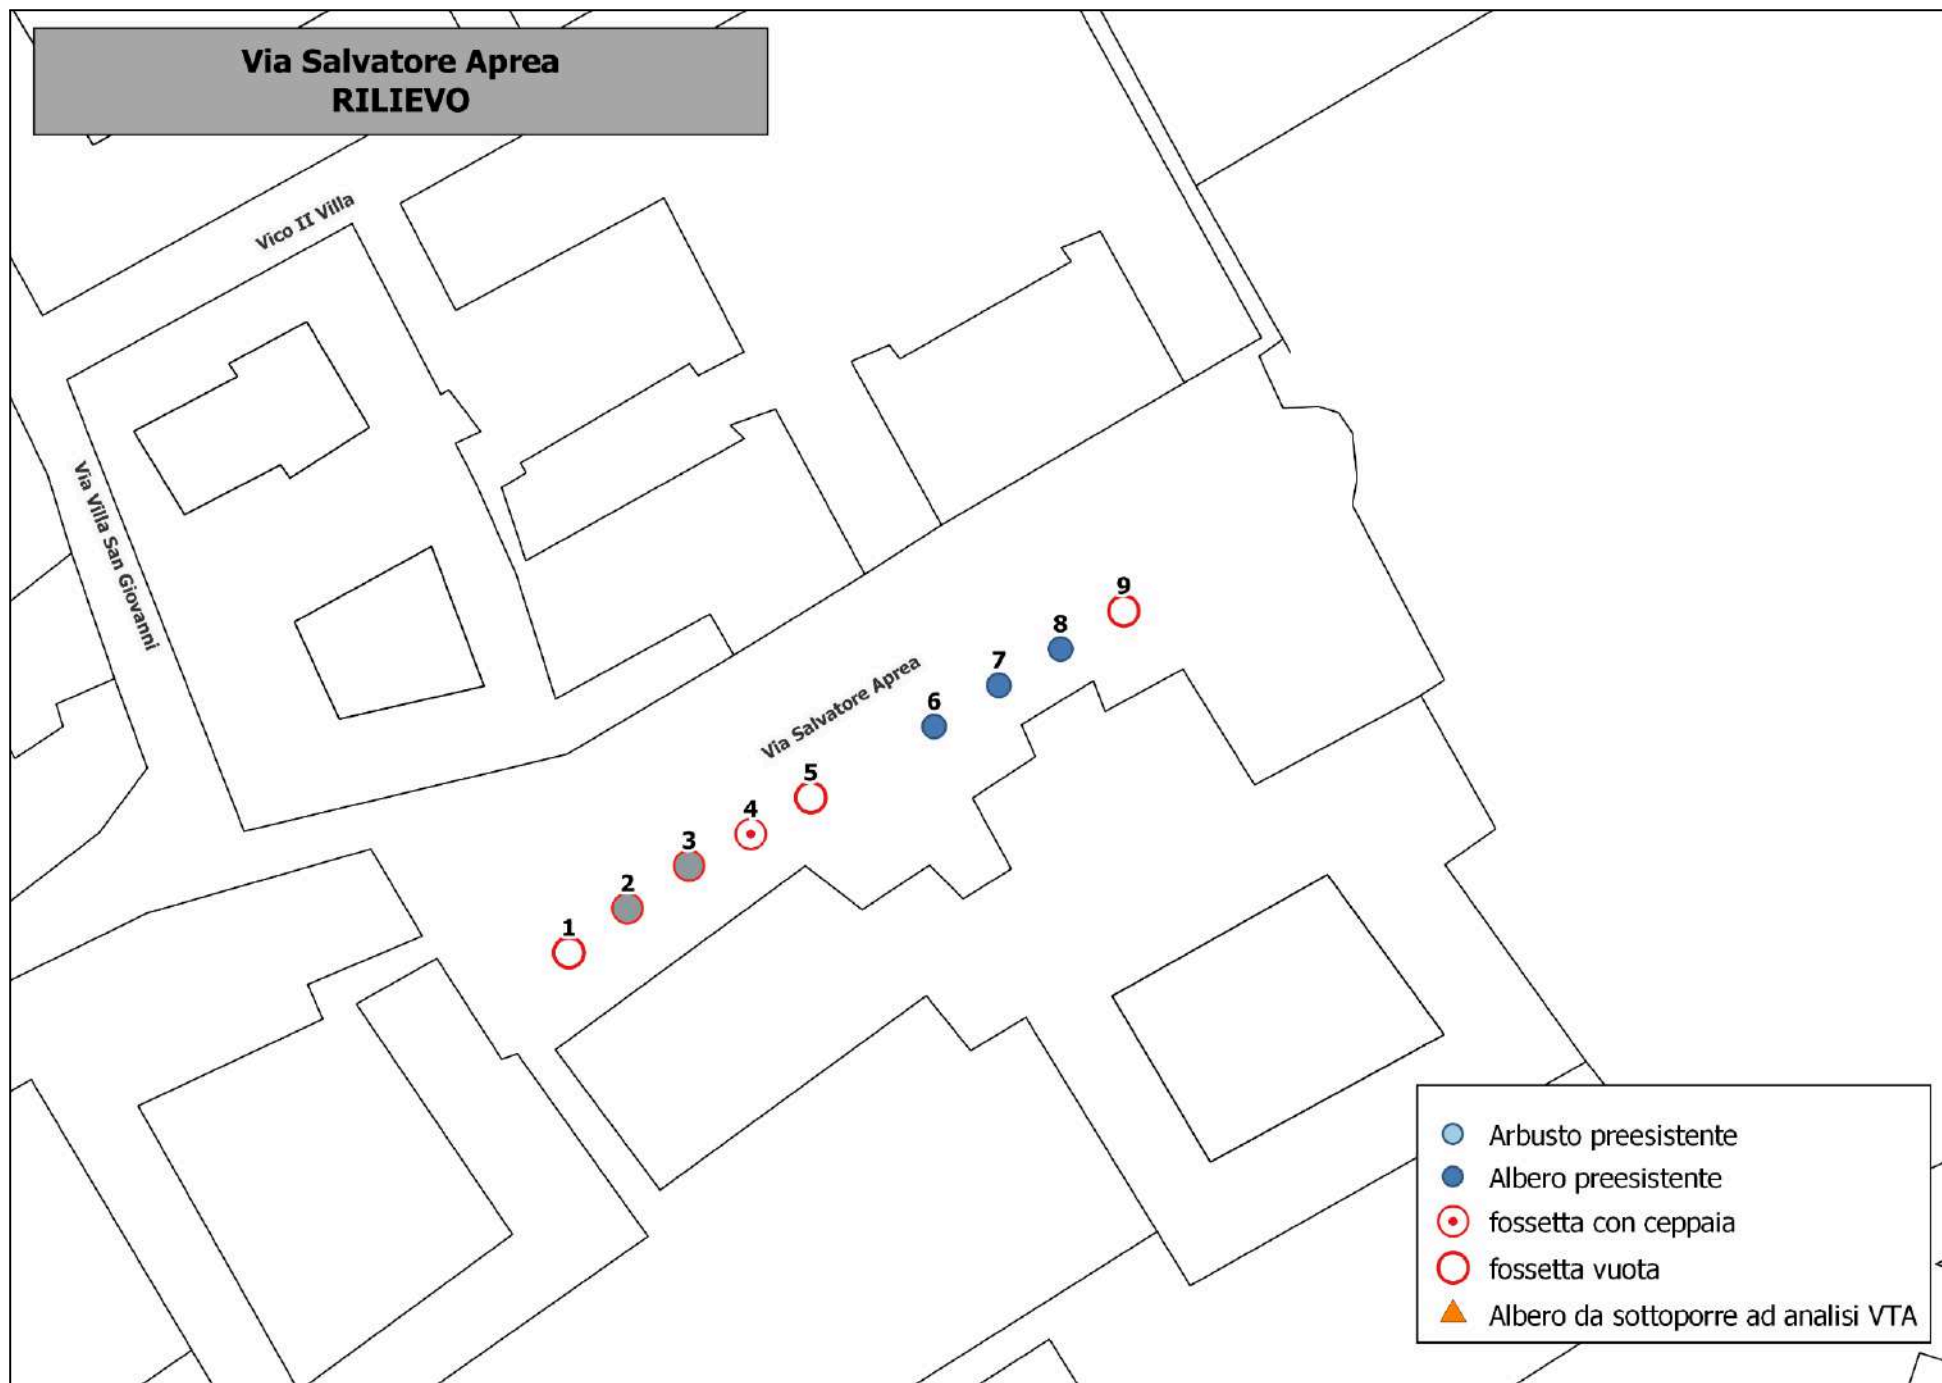 Via Salvatore Aprea
RILIEVO
Vico II Villa
Via Villa San Giovanni
Via Salvatore Aprea
1
2
3
4
5
6
7
8
9
Arbusto preesistente
Albero preesistente
fossetta con ceppaia
fossetta vuota
Albero da sottoporre ad analisi VTA